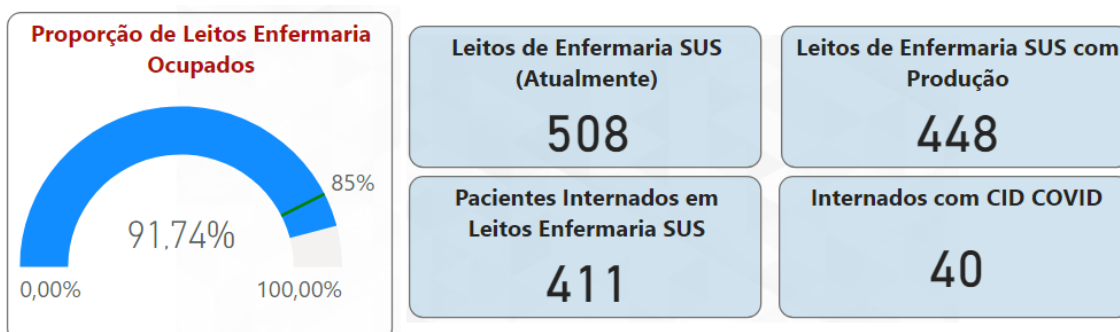 Proporção de Leitos Enfermaria
Ocupados
85%
91,74%
0,00%
100,00%
Leitos de Enfermaria SUS
(Atualmente)
508
Leitos de Enfermaria SUS com
Produção
448
Pacientes Internados em
Leitos Enfermaria SUS
411
Internados com CID COVID
40